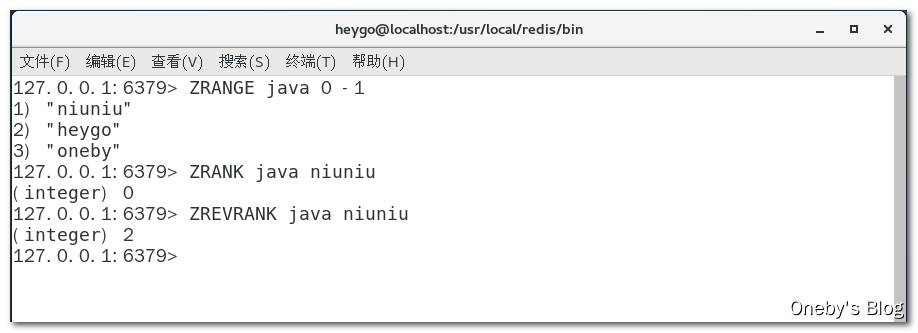 heygo@localhost:/usr/local/redis/bin
文件(F) 编辑(E) 查看(V) 搜索(S) 终端(T) 帮助(H)
127.0.0.1:6379> ZRANGE java 0 -1
1) "niuniu"
2) "heygo"
3) "oneby"
127.0.0.1:6379> ZRANK java niuniu
(integer) 0
127.0.0.1:6379> ZREVRANK java niuniu
(integer) 2
127.0.0.1:6379>
Oneby's Blog